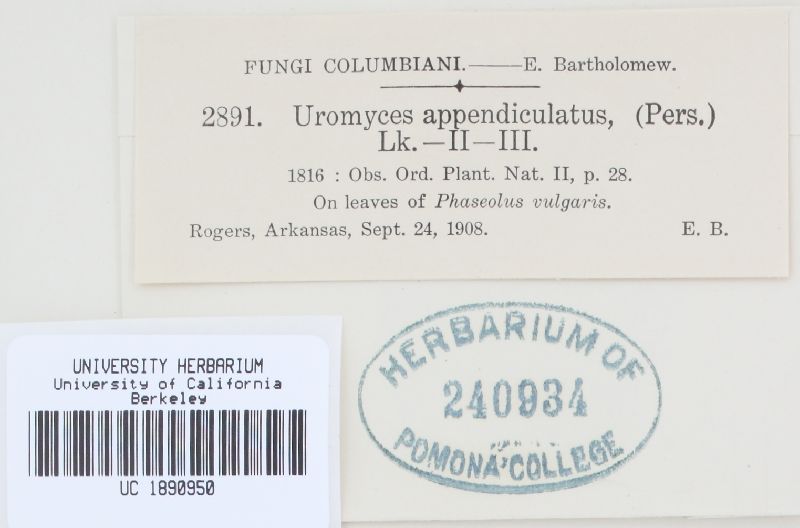 FUNGI COLUMBIANI.——E. Bartholomew.
2891. Uromyces appendiculatus, (Pers.)
Lk.—II—III.
1816 : Obs. Ord. Plant. Nat. II, p. 28.
On leaves of Phaseolus vulgaris.
Rogers, Arkansas, Sept. 24, 1908. E. B.
HERBARIUM OF
240934
POMONA COLLEGE
UNIVERSITY HERBARIUM
University of California
Berkeley
UC 1890950